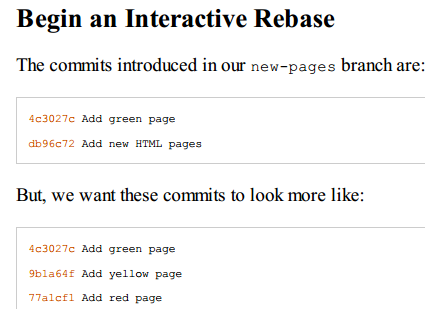 Begin an Interactive Rebase
The commits introduced in our new-pages branch are:
4c3027c Add green page
db96c72 Add new HTML pages
But, we want these commits to look more like:
4c3027c Add green page
9b1a64f Add yellow page
77a1cf1 Add red page